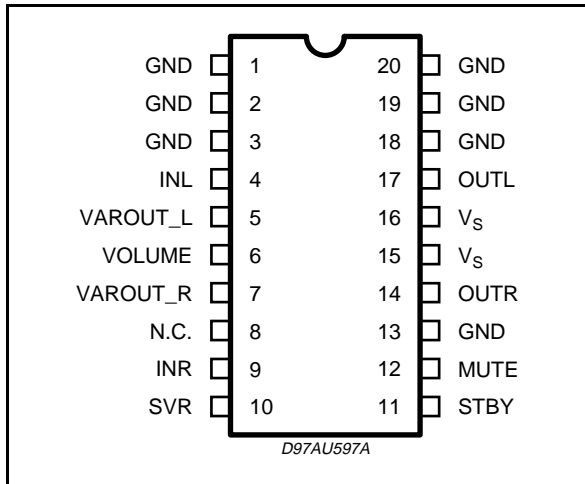 GND 1 20 GND
GND 2 19 GND
GND 3 18 GND
INL 4 17 OUTL
VAROUT_L 5 16 VS
VOLUME 6 15 VS
VAROUT_R 7 14 OUTR
N.C. 8 13 GND
INR 9 12 MUTE
SVR 10 11 STBY
D97AU597A